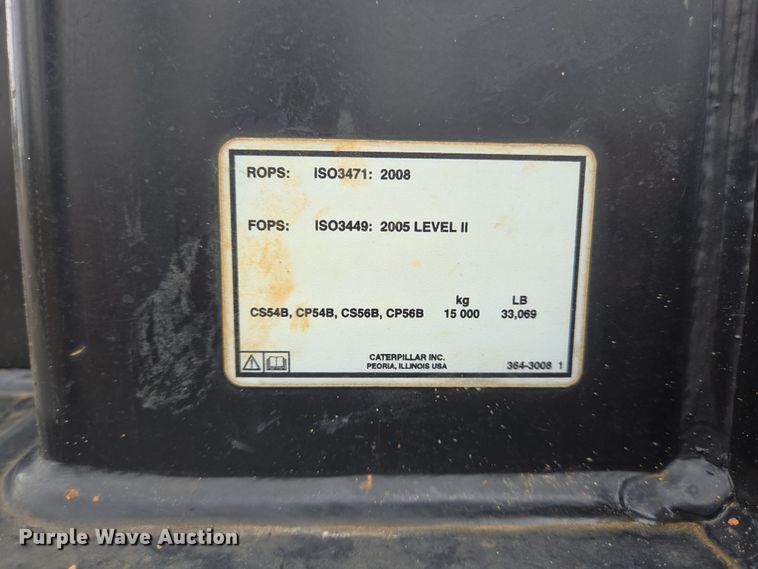 ROPS: ISO3471: 2008
FOPS: ISO3449: 2005 LEVEL II
kg LB
CS54B, CP54B, CS56B, CP56B 15 000 33,069
CATERPILLAR INC.
PEORIA, ILLINOIS USA
364-3008 1
Purple Wave Auction